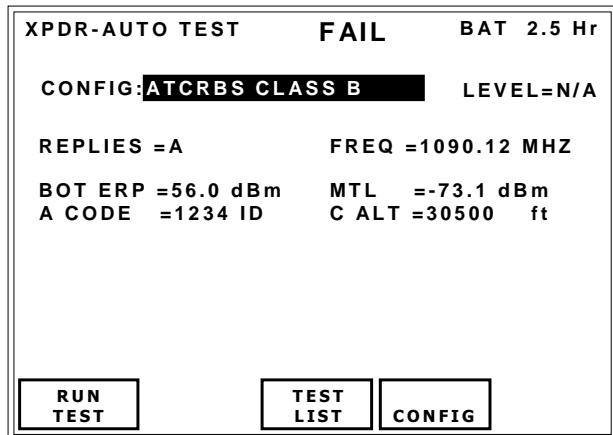 XPDR-AUTO TEST FAIL BAT 2.5 Hr
CONFIG: ATCRBS CLASS B LEVEL=N/A
REPLIES =A FREQ =1090.12 MHZ
BOT ERP =56.0 dBm MTL =-73.1 dBm
A CODE =1234 ID C ALT =30500 ft
RUN TEST
TEST LIST
CONFIG